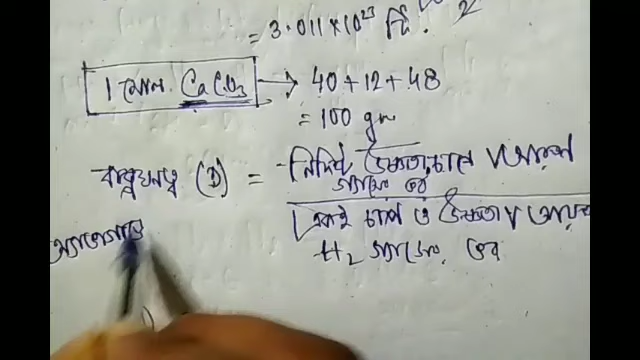 = 3.011 × 10²³ টি.
1 মোল CaCO₃ → 40+12+48
= 100 gm
বাষ্পঘনত্ব (D) = নির্দিষ্ট উষ্ণতা, চাপে V আয়তন
গ্যাসের ভর
একই চাপ ও উষ্ণতায় V আয়তন
H₂ গ্যাসের ভর